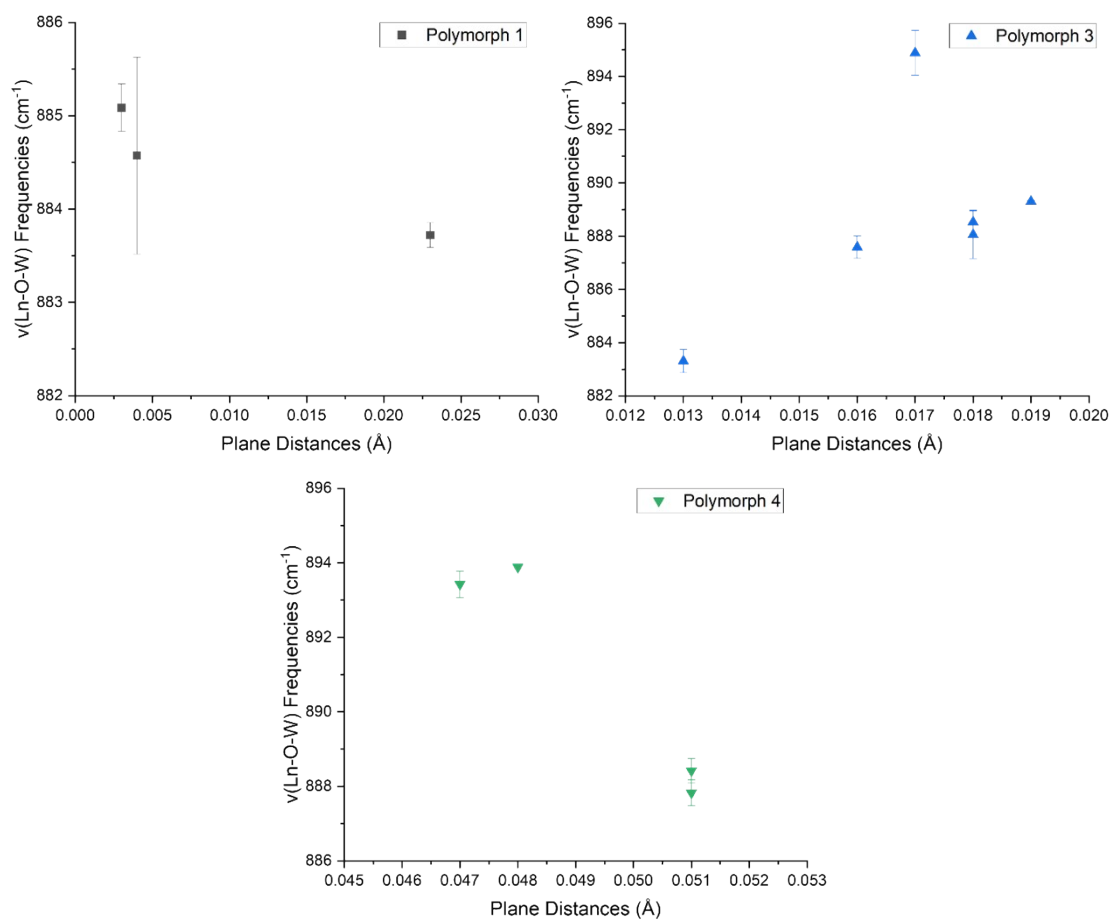 886
885
884
883
882
ν(Ln-O-W) Frequencies (cm⁻¹)
Polymorph 1
0.000 0.005 0.010 0.015 0.020 0.025 0.030
Plane Distances (Å)
896
894
892
890
888
886
884
882
ν(Ln-O-W) Frequencies (cm⁻¹)
Polymorph 3
0.012 0.013 0.014 0.015 0.016 0.017 0.018 0.019 0.020
Plane Distances (Å)
896
894
892
890
888
886
ν(Ln-O-W) Frequencies (cm⁻¹)
Polymorph 4
0.045 0.046 0.047 0.048 0.049 0.050 0.051 0.052 0.053
Plane Distances (Å)